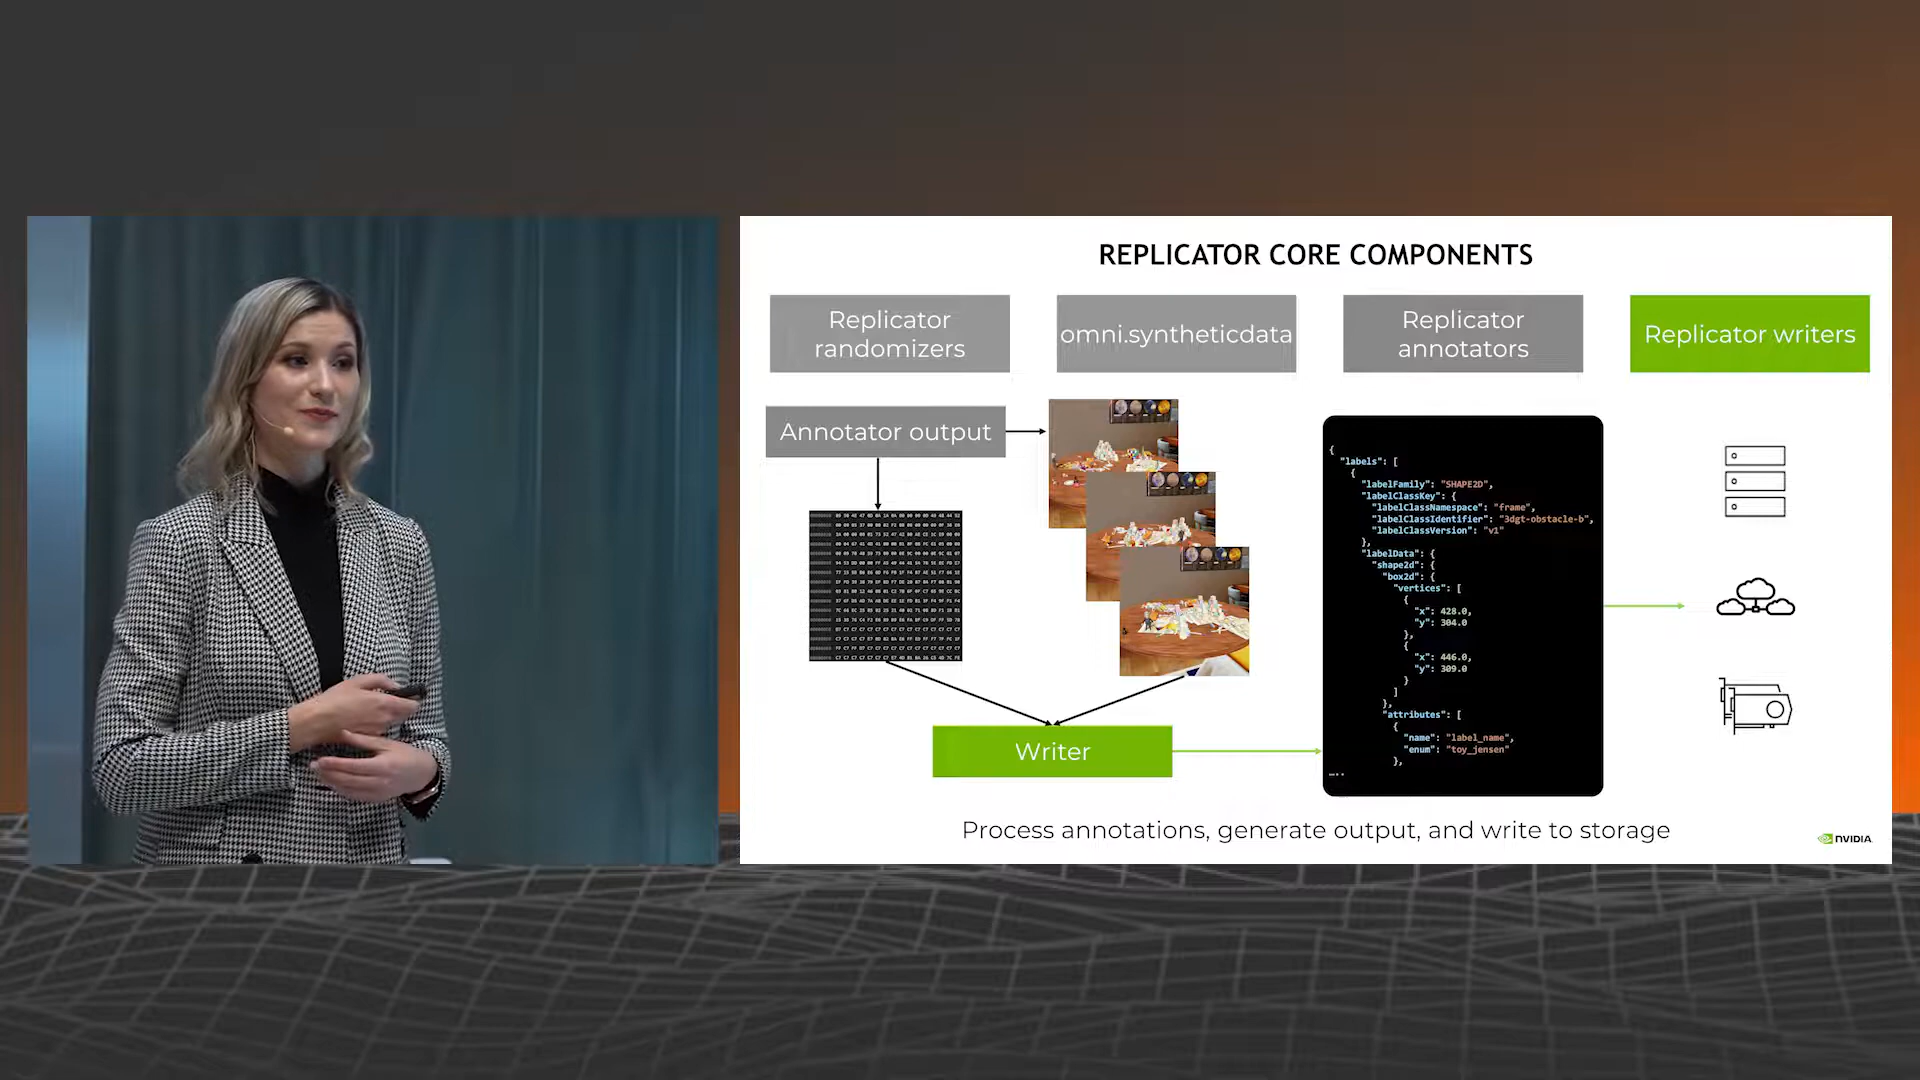 REPLICATOR CORE COMPONENTS
Replicator
randomizers
omni.syntheticdata
Replicator
annotators
Replicator writers
Annotator output
{
"labels": [
{
"labelFamily": "SHAPE2D",
"labelClassKey": {
"labelClassNamespace": "frame",
"labelClassIdentifier": "3dgt-obstacle-b",
"labelClassVersion": "v1"
},
"labelData": {
"shape2d": {
"box2d": {
"vertices": [
{
"x": 428.0,
"y": 304.0
},
{
"x": 446.0,
"y": 309.0
}
]
},
"attributes": [
{
"name": "label_name",
"enum": "toy_jensen"
},
....
Writer
Process annotations, generate output, and write to storage
NVIDIA